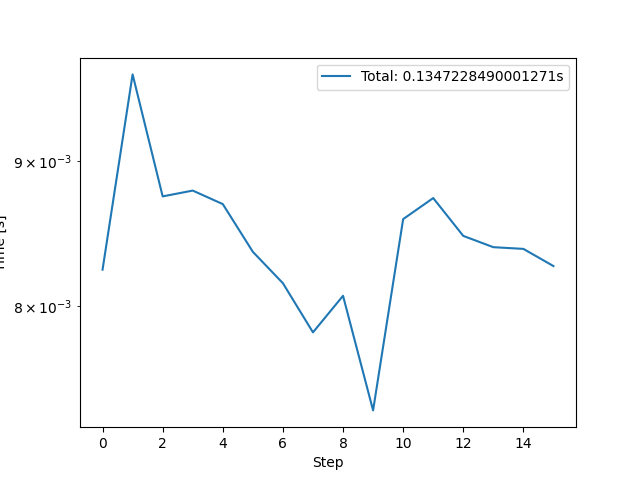 Total: 0.1347228490001271s
9 × 10⁻³
8 × 10⁻³
[s]
0 2 4 6 8 10 12 14
Step